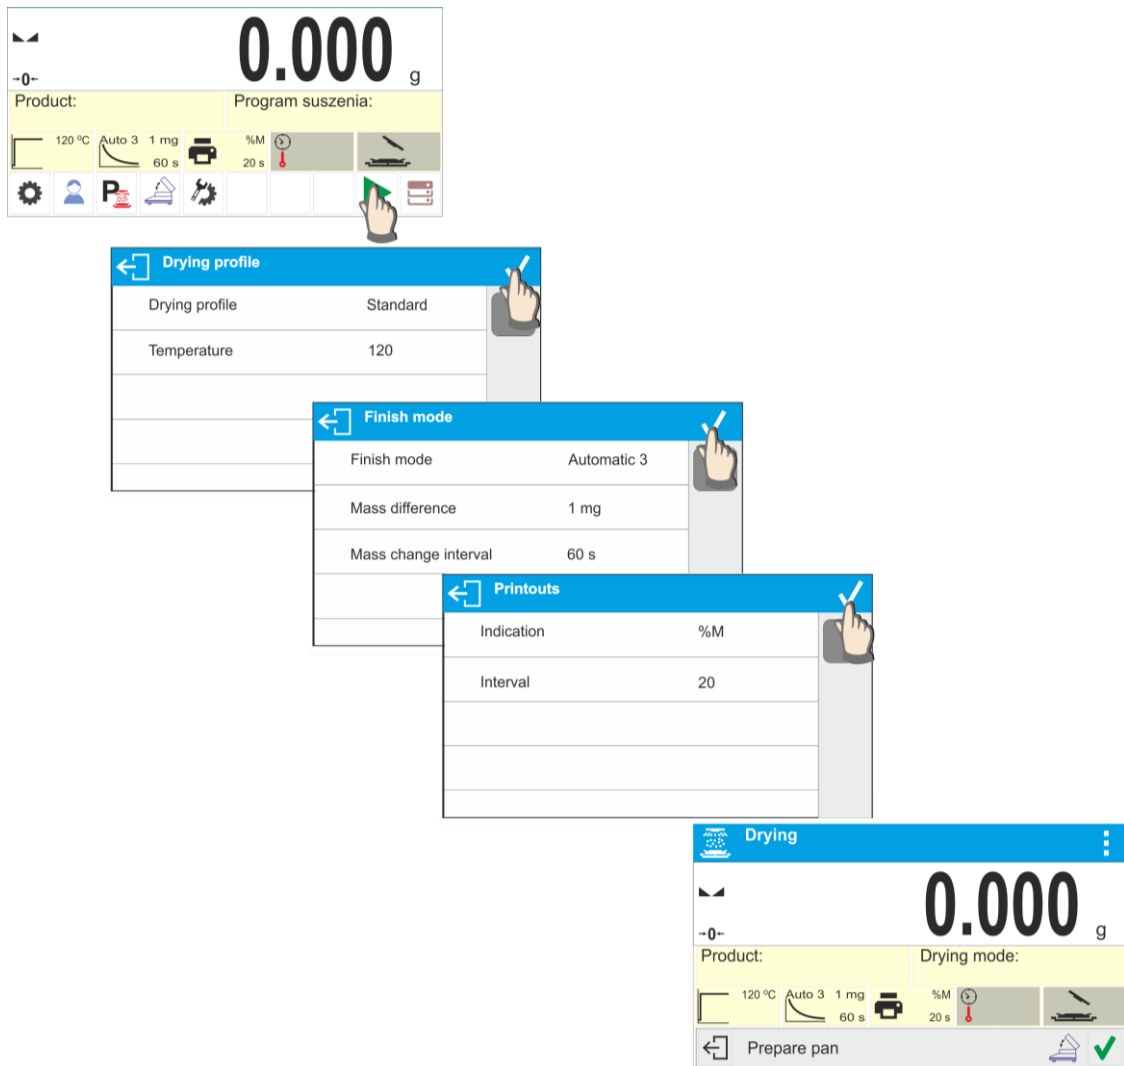 0.000 g
→0←
Product: Program suszenia:
120 ºC Auto 3 1 mg %M
60 s 20 s
P
Drying profile
Drying profile Standard
Temperature 120
Finish mode
Finish mode Automatic 3
Mass difference 1 mg
Mass change interval 60 s
Printouts
Indication %M
Interval 20
Drying
0.000 g
→0←
Product: Drying mode:
120 ºC Auto 3 1 mg %M
60 s 20 s
Prepare pan